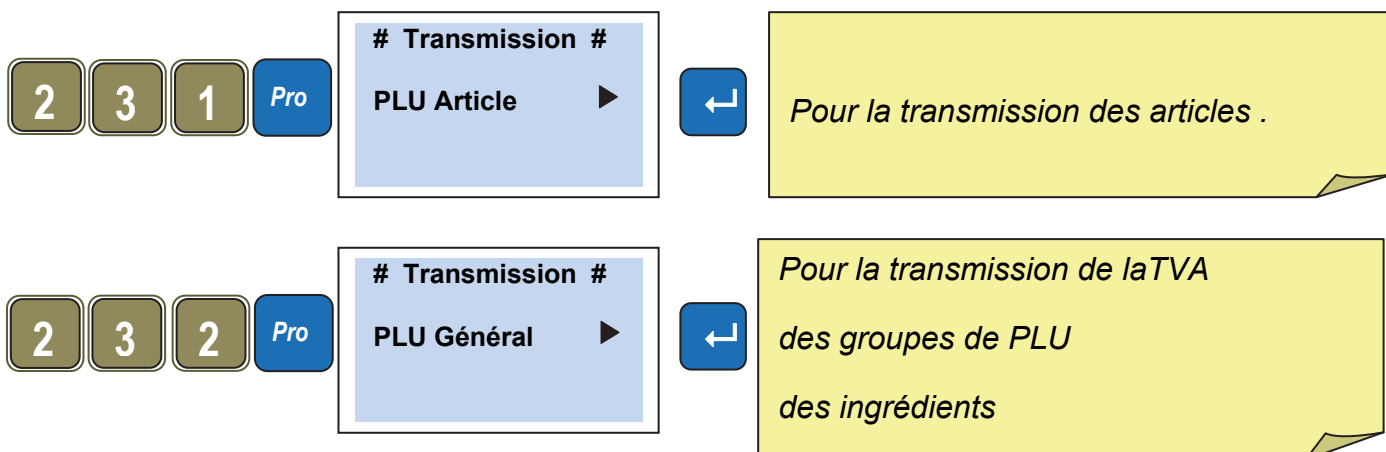 # Transmission #
2 3 1 Pro PLU Article ▶ ↵ Pour la transmission des articles .
# Transmission #
2 3 2 Pro PLU Général ▶ ↵
Pour la transmission de laTVA
des groupes de PLU
des ingrédients